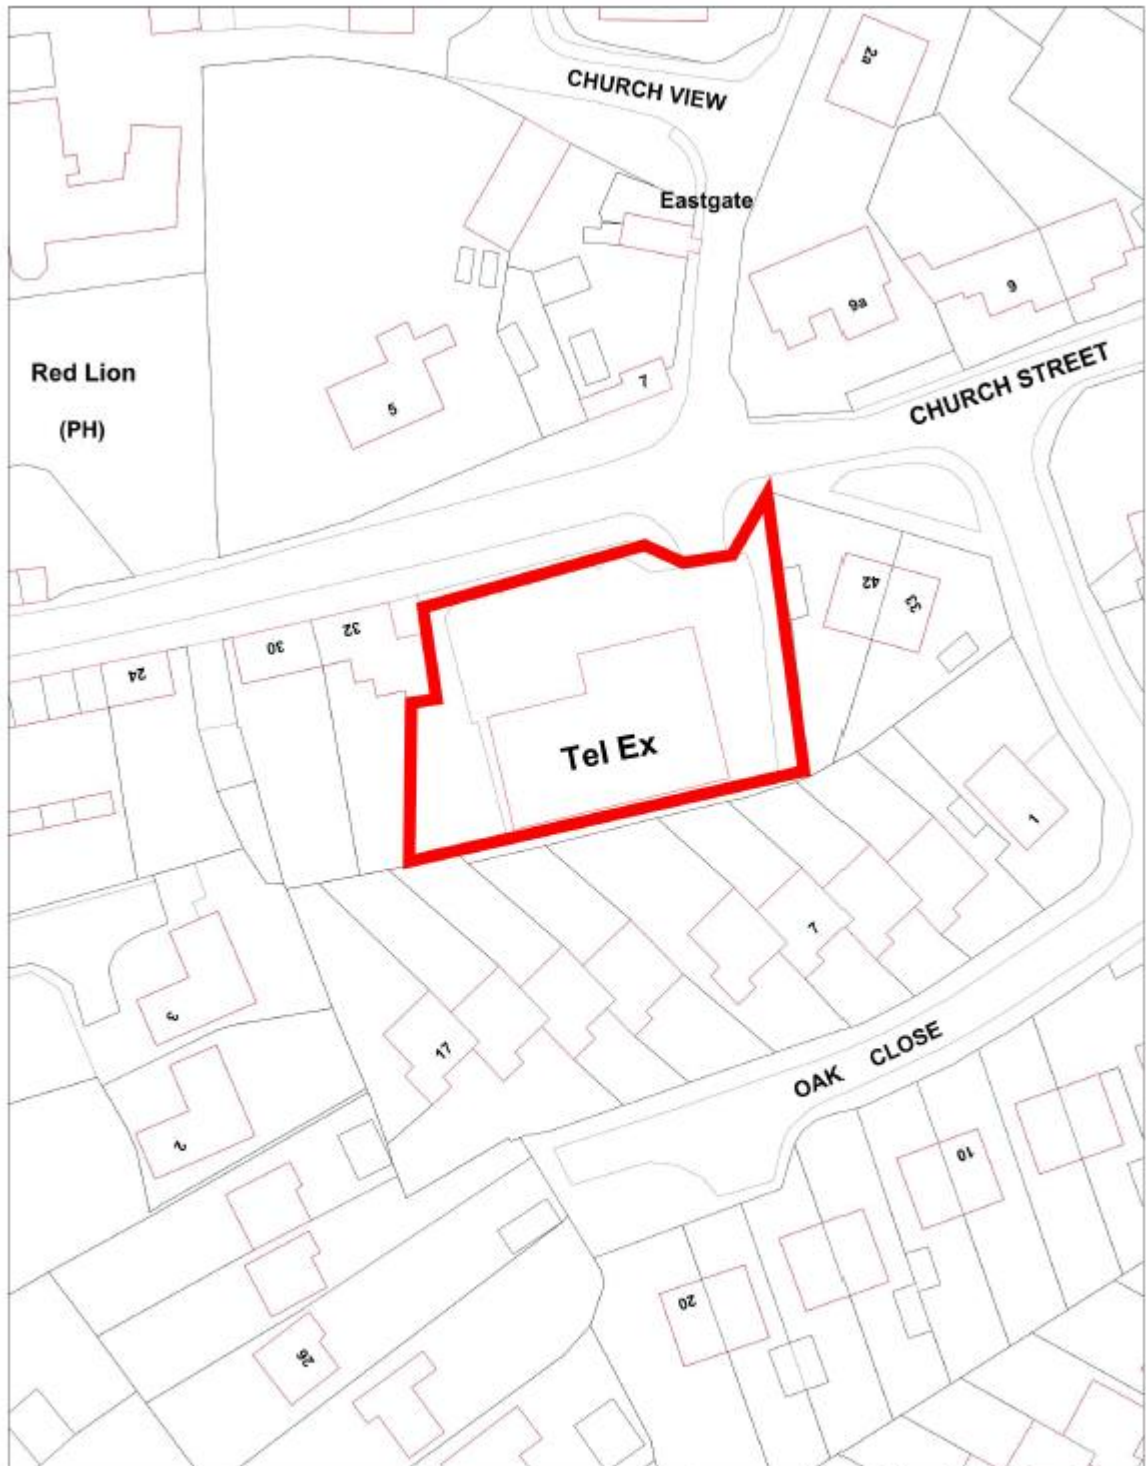 CHURCH VIEW
2a
Eastgate
9a
9
Red Lion
(PH)
5
7
CHURCH STREET
42
33
32
30
24
Tel Ex
1
7
3
17
OAK CLOSE
2
10
20
26